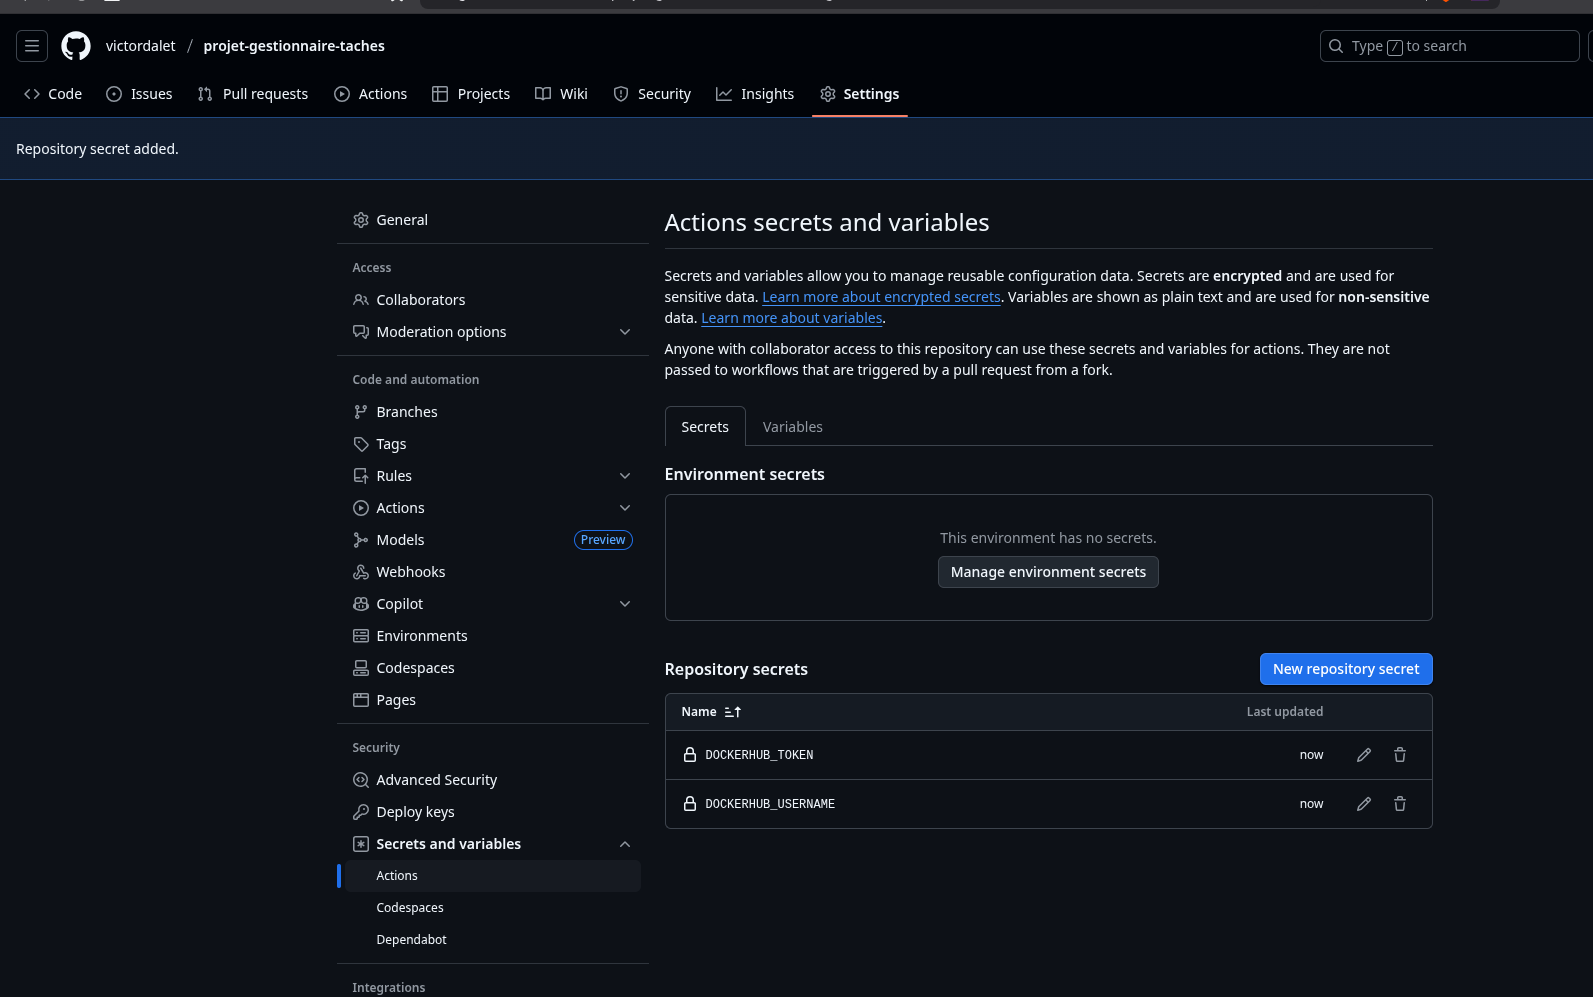 victordalet / projet-gestionnaire-taches
Type / to search
Code Issues Pull requests Actions Projects Wiki Security Insights Settings
Repository secret added.
General
Access
Collaborators
Moderation options
Code and automation
Branches
Tags
Rules
Actions
Models Preview
Webhooks
Copilot
Environments
Codespaces
Pages
Security
Advanced Security
Deploy keys
Secrets and variables
Actions
Codespaces
Dependabot
Integrations
Actions secrets and variables
Secrets and variables allow you to manage reusable configuration data. Secrets are encrypted and are used for
sensitive data. Learn more about encrypted secrets. Variables are shown as plain text and are used for non-sensitive
data. Learn more about variables.
Anyone with collaborator access to this repository can use these secrets and variables for actions. They are not
passed to workflows that are triggered by a pull request from a fork.
Secrets Variables
Environment secrets
This environment has no secrets.
Manage environment secrets
Repository secrets New repository secret
Name Last updated
DOCKERHUB_TOKEN now
DOCKERHUB_USERNAME now